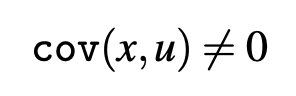 cov(x, u) ≠ 0